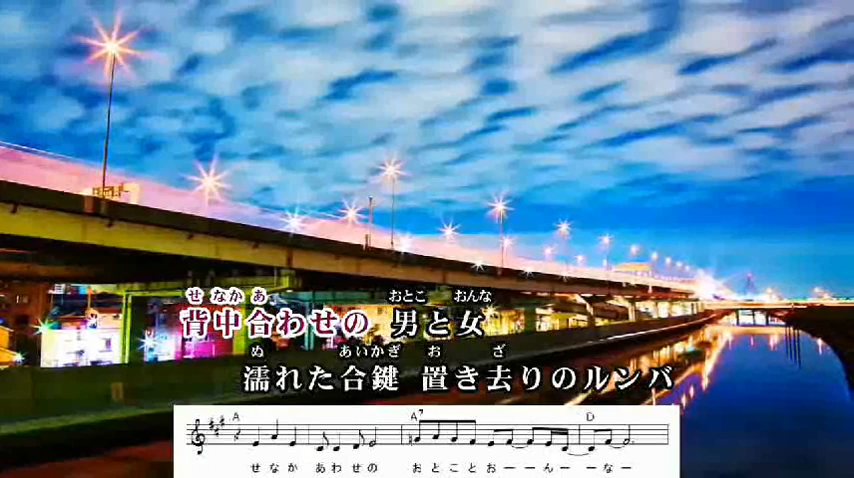 せ なか あ おとこ おんな
背中合わせの 男と女
ぬ あいかぎ お ざ
濡れた合鍵 置き去りのルンバ
A A7 D
せ な か あ わ せ の お と こ と お ー ー ん ー ー な ー